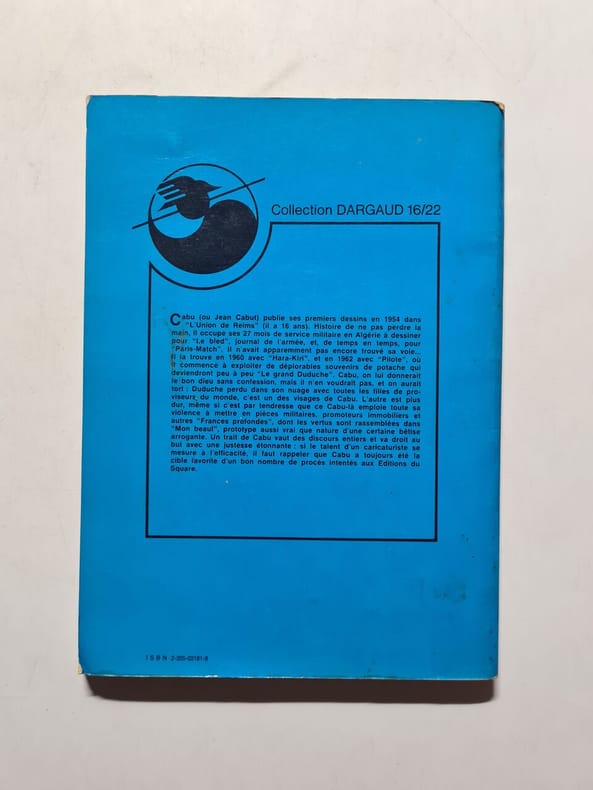 Collection DARGAUD 16/22
Cabu (ou Jean Cabut) publie ses premiers dessins en 1954 dans
"L'Union de Reims" (il a 16 ans). Histoire de ne pas perdre la
main, il occupe ses 27 mois de service militaire en Algérie à dessiner
pour "Le bled", journal de l'armée, et, de temps en temps, pour
"Paris-Match". Il n'avait apparemment pas encore trouvé sa voie...
Il la trouve en 1960 avec "Hara-Kiri", et en 1962 avec "Pilote", où
il commence à exploiter de déplorables souvenirs de potache qui
deviendront peu à peu "Le grand Duduche". Cabu, on lui donnerait
le bon dieu sans confession, mais il n'en voudrait pas, et on aurait
tort : Duduche perdu dans son nuage avec toutes les filles de pro-
viseurs du monde, c'est un des visages de Cabu. L'autre est plus
dur, même si c'est par tendresse que ce Cabu-là emploie toute sa
violence à mettre en pièces militaires, promoteurs immobiliers et
autres "Frances profondes", dont les vertus sont rassemblées dans
"Mon beauf", prototype aussi vrai que nature d'une certaine bêtise
arrogante. Un trait de Cabu vaut des discours entiers et va droit au
but avec une justesse étonnante ; si le talent d'un caricaturiste se
mesure à l'efficacité, il faut rappeler que Cabu a toujours été la
cible favorite d'un bon nombre de procès intentés aux Editions du
Square.
ISBN 2-205-02181-8